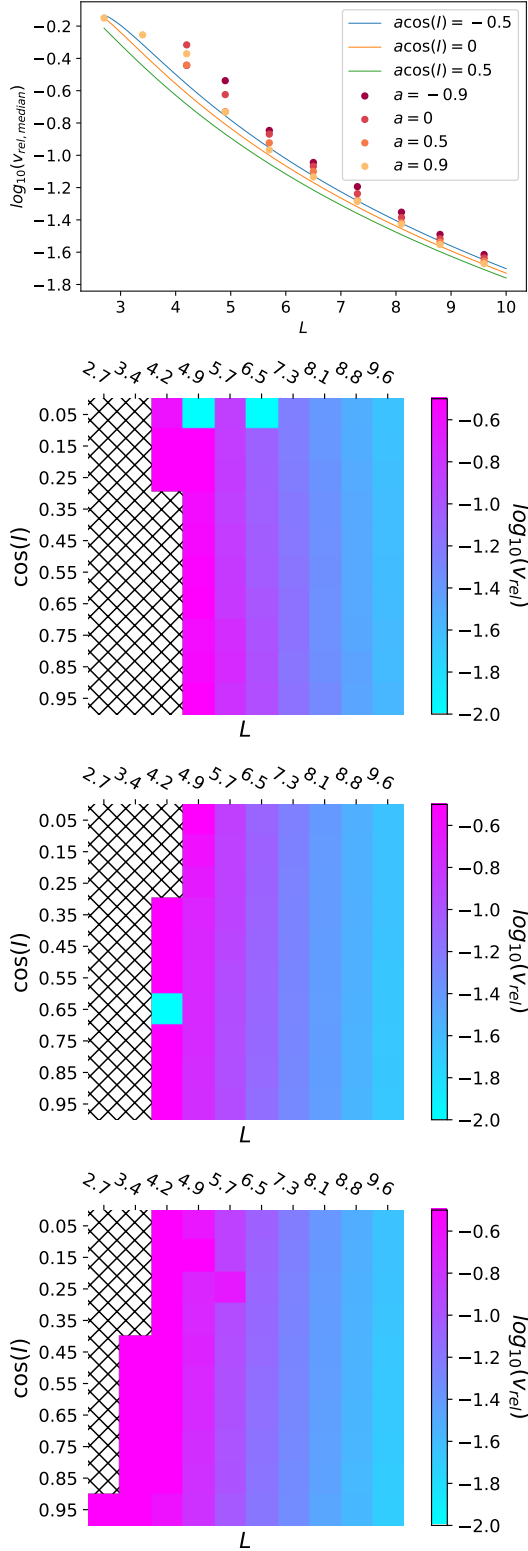 −0.2
−0.4
−0.6
−0.8
−1.0
−1.2
−1.4
−1.6
−1.8
log₁₀(v_{rel, median})
3 4 5 6 7 8 9 10
L
acos(I) = −0.5
acos(I) = 0
acos(I) = 0.5
a = −0.9
a = 0
a = 0.5
a = 0.9
2.7 3.4 4.2 4.9 5.7 6.5 7.3 8.1 8.8 9.6
0.05
0.15
0.25
0.35
0.45
0.55
0.65
0.75
0.85
0.95
cos(I)
L
−0.6
−0.8
−1.0
−1.2
−1.4
−1.6
−1.8
−2.0
log₁₀(v_{rel})
2.7 3.4 4.2 4.9 5.7 6.5 7.3 8.1 8.8 9.6
0.05
0.15
0.25
0.35
0.45
0.55
0.65
0.75
0.85
0.95
cos(I)
L
−0.6
−0.8
−1.0
−1.2
−1.4
−1.6
−1.8
−2.0
log₁₀(v_{rel})
2.7 3.4 4.2 4.9 5.7 6.5 7.3 8.1 8.8 9.6
0.05
0.15
0.25
0.35
0.45
0.55
0.65
0.75
0.85
0.95
cos(I)
L
−0.6
−0.8
−1.0
−1.2
−1.4
−1.6
−1.8
−2.0
log₁₀(v_{rel})